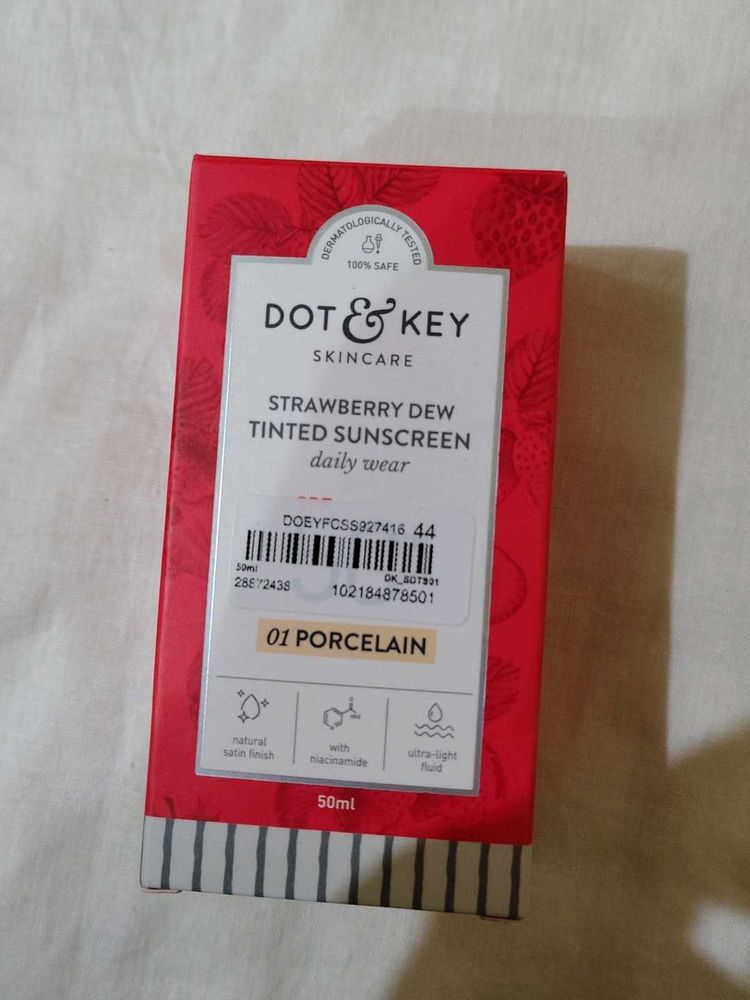 DERMATOLOGICALLY TESTED
100% SAFE
DOT & KEY
SKINCARE
STRAWBERRY DEW
TINTED SUNSCREEN
daily wear
DOEYFCSS927416 44
50ml
DK_SDTS01
102184878501
01 PORCELAIN
natural
satin finish
with
niacinamide
ultra-light
fluid
50ml